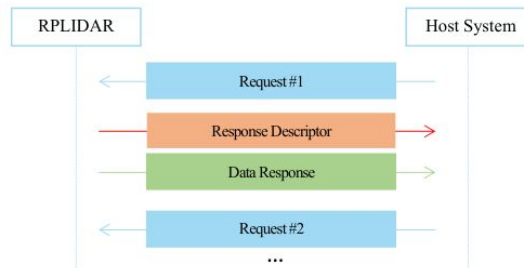 RPLIDAR Host System
Request #1
Response Descriptor
Data Response
Request #2
...